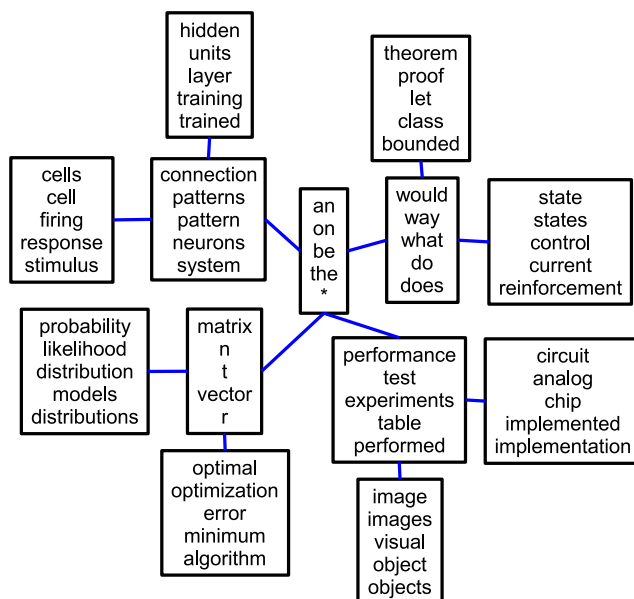 hidden
units
layer
training
trained
theorem
proof
let
class
bounded
cells
cell
firing
response
stimulus
connection
patterns
pattern
neurons
system
an
on
be
the
*
would
way
what
do
does
state
states
control
current
reinforcement
probability
likelihood
distribution
models
distributions
matrix
n
t
vector
r
performance
test
experiments
table
performed
circuit
analog
chip
implemented
implementation
optimal
optimization
error
minimum
algorithm
image
images
visual
object
objects